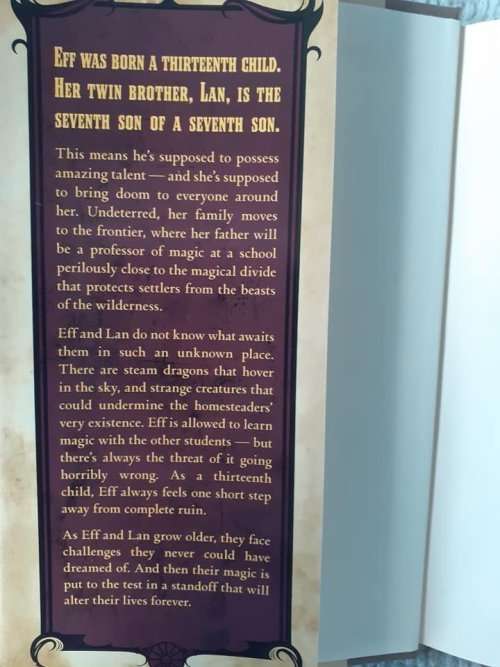 EFF WAS BORN A THIRTEENTH CHILD.
HER TWIN BROTHER, LAN, IS THE
SEVENTH SON OF A SEVENTH SON.
This means he's supposed to possess
amazing talent — and she's supposed
to bring doom to everyone around
her. Undeterred, her family moves
to the frontier, where her father will
be a professor of magic at a school
perilously close to the magical divide
that protects settlers from the beasts
of the wilderness.
Eff and Lan do not know what awaits
them in such an unknown place.
There are steam dragons that hover
in the sky, and strange creatures that
could undermine the homesteaders'
very existence. Eff is allowed to learn
magic with the other students — but
there's always the threat of it going
horribly wrong. As a thirteenth
child, Eff always feels one short step
away from complete ruin.
As Eff and Lan grow older, they face
challenges they never could have
dreamed of. And then their magic is
put to the test in a standoff that will
alter their lives forever.